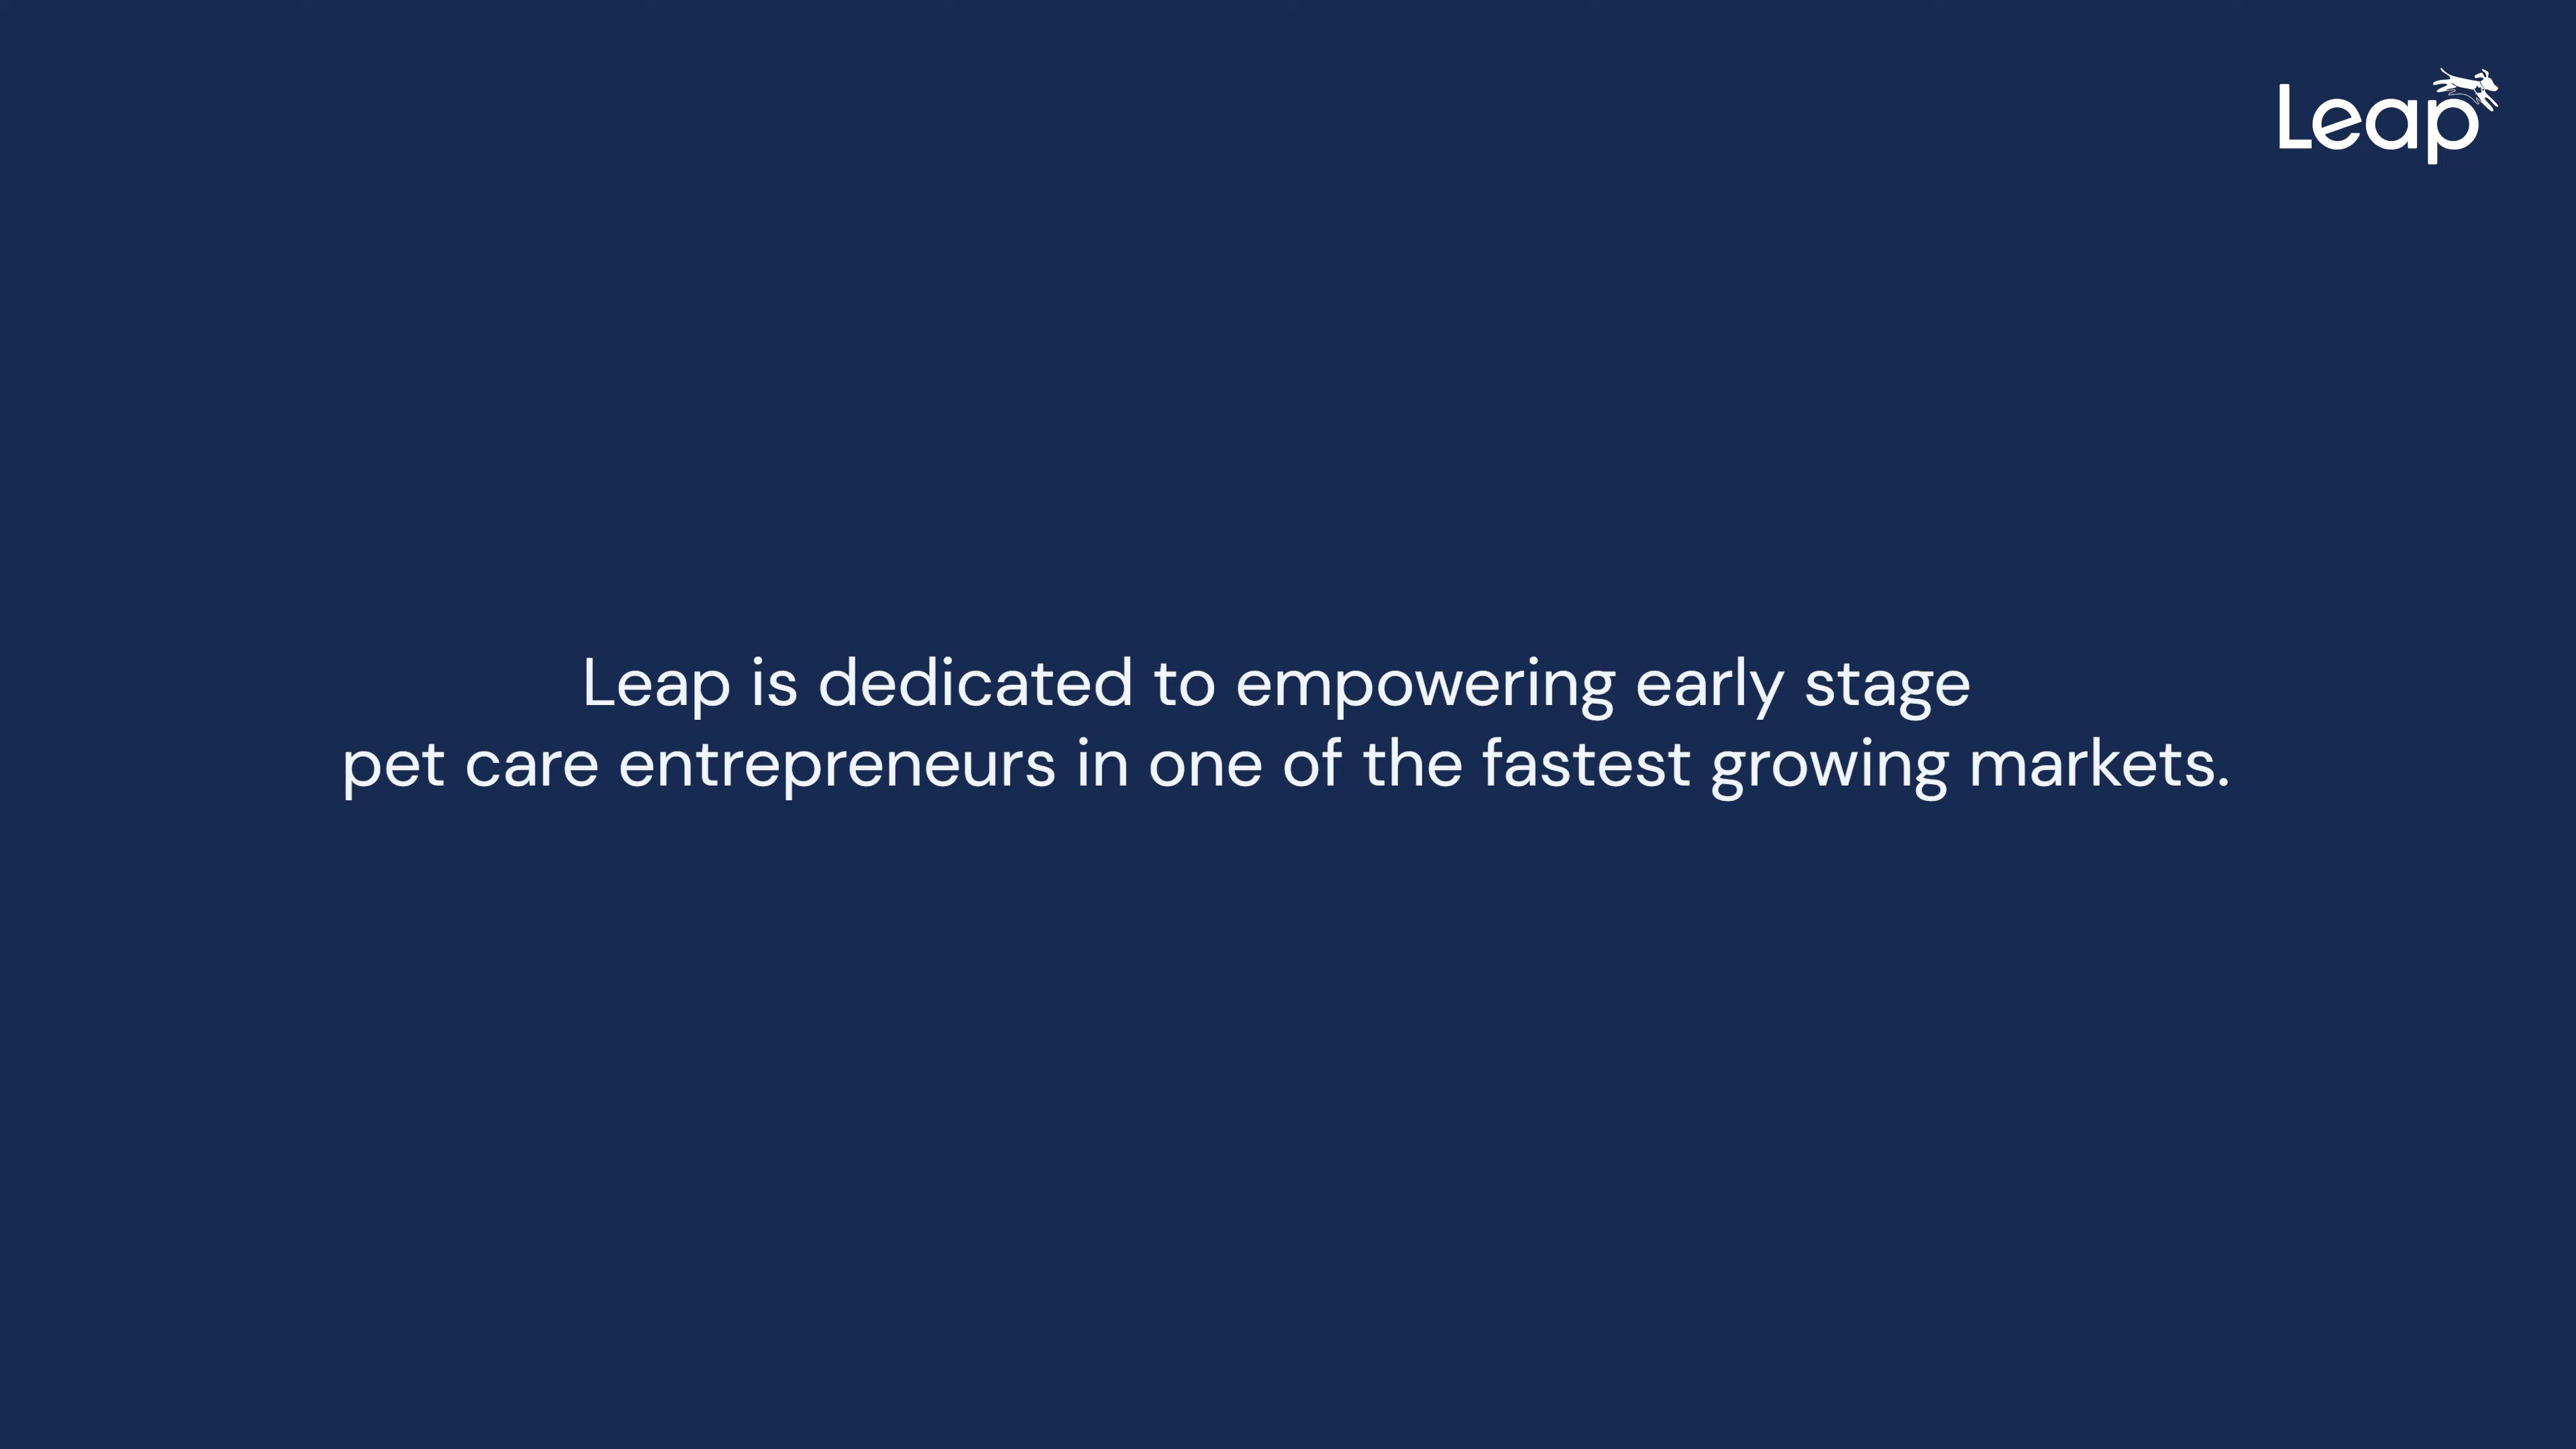 Leap
Leap is dedicated to empowering early stage
pet care entrepreneurs in one of the fastest growing markets.